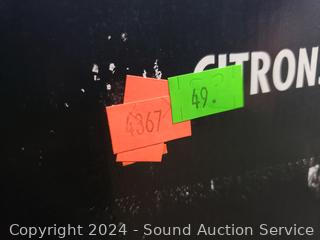 CITRON
49.
4367
Copyright 2024 - Sound Auction Service